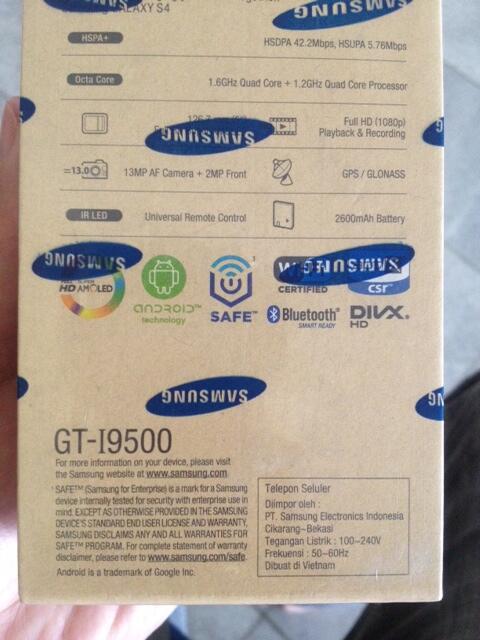 SAMSUNG
GALAXY S4
HSPA+
HSDPA 42.2Mbps, HSUPA 5.76Mbps
Octa Core
1.6GHz Quad Core + 1.2GHz Quad Core Processor
SAMSUNG
Full HD (1080p)
Playback & Recording
=13.0
13MP AF Camera + 2MP Front
GPS / GLONASS
IR LED
Universal Remote Control
2600mAh Battery
SAMSUNG
SAMSUNG
HD AMOLED
ANDROID™
technology
1
SAFE™
CERTIFIED
csr
Bluetooth®
SMART READY
DIVX®
HD
SAMSUNG
GT-I9500
For more information on your device, please visit
the Samsung website at www.samsung.com
¹ SAFE™ (Samsung for Enterprise) is a mark for a Samsung
device internally tested for security with enterprise use in
mind. EXCEPT AS OTHERWISE PROVIDED IN THE SAMSUNG
DEVICE'S STANDARD END USER LICENSE AND WARRANTY,
SAMSUNG DISCLAIMS ANY AND ALL WARRANTIES FOR
SAFE™ PROGRAM. For complete statement of warranty
disclaimer, please refer to www.samsung.com/safe.
Android is a trademark of Google Inc.
Telepon Seluler
Diimpor oleh :
PT. Samsung Electronics Indonesia
Cikarang-Bekasi
Tegangan Listrik : 100~240V
Frekuensi : 50~60Hz
Dibuat di Vietnam